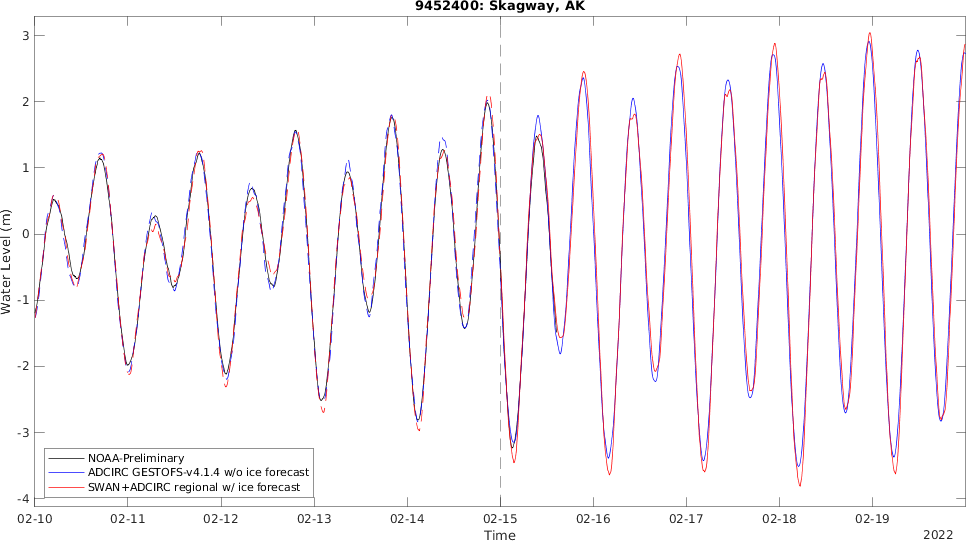 9452400: Skagway, AK
Water Level (m)
3
2
1
0
-1
-2
-3
-4
NOAA-Preliminary
ADCIRC GESTOFS-v4.1.4 w/o ice forecast
SWAN+ADCIRC regional w/ ice forecast
02-10 02-11 02-12 02-13 02-14 02-15 02-16 02-17 02-18 02-19
Time
2022